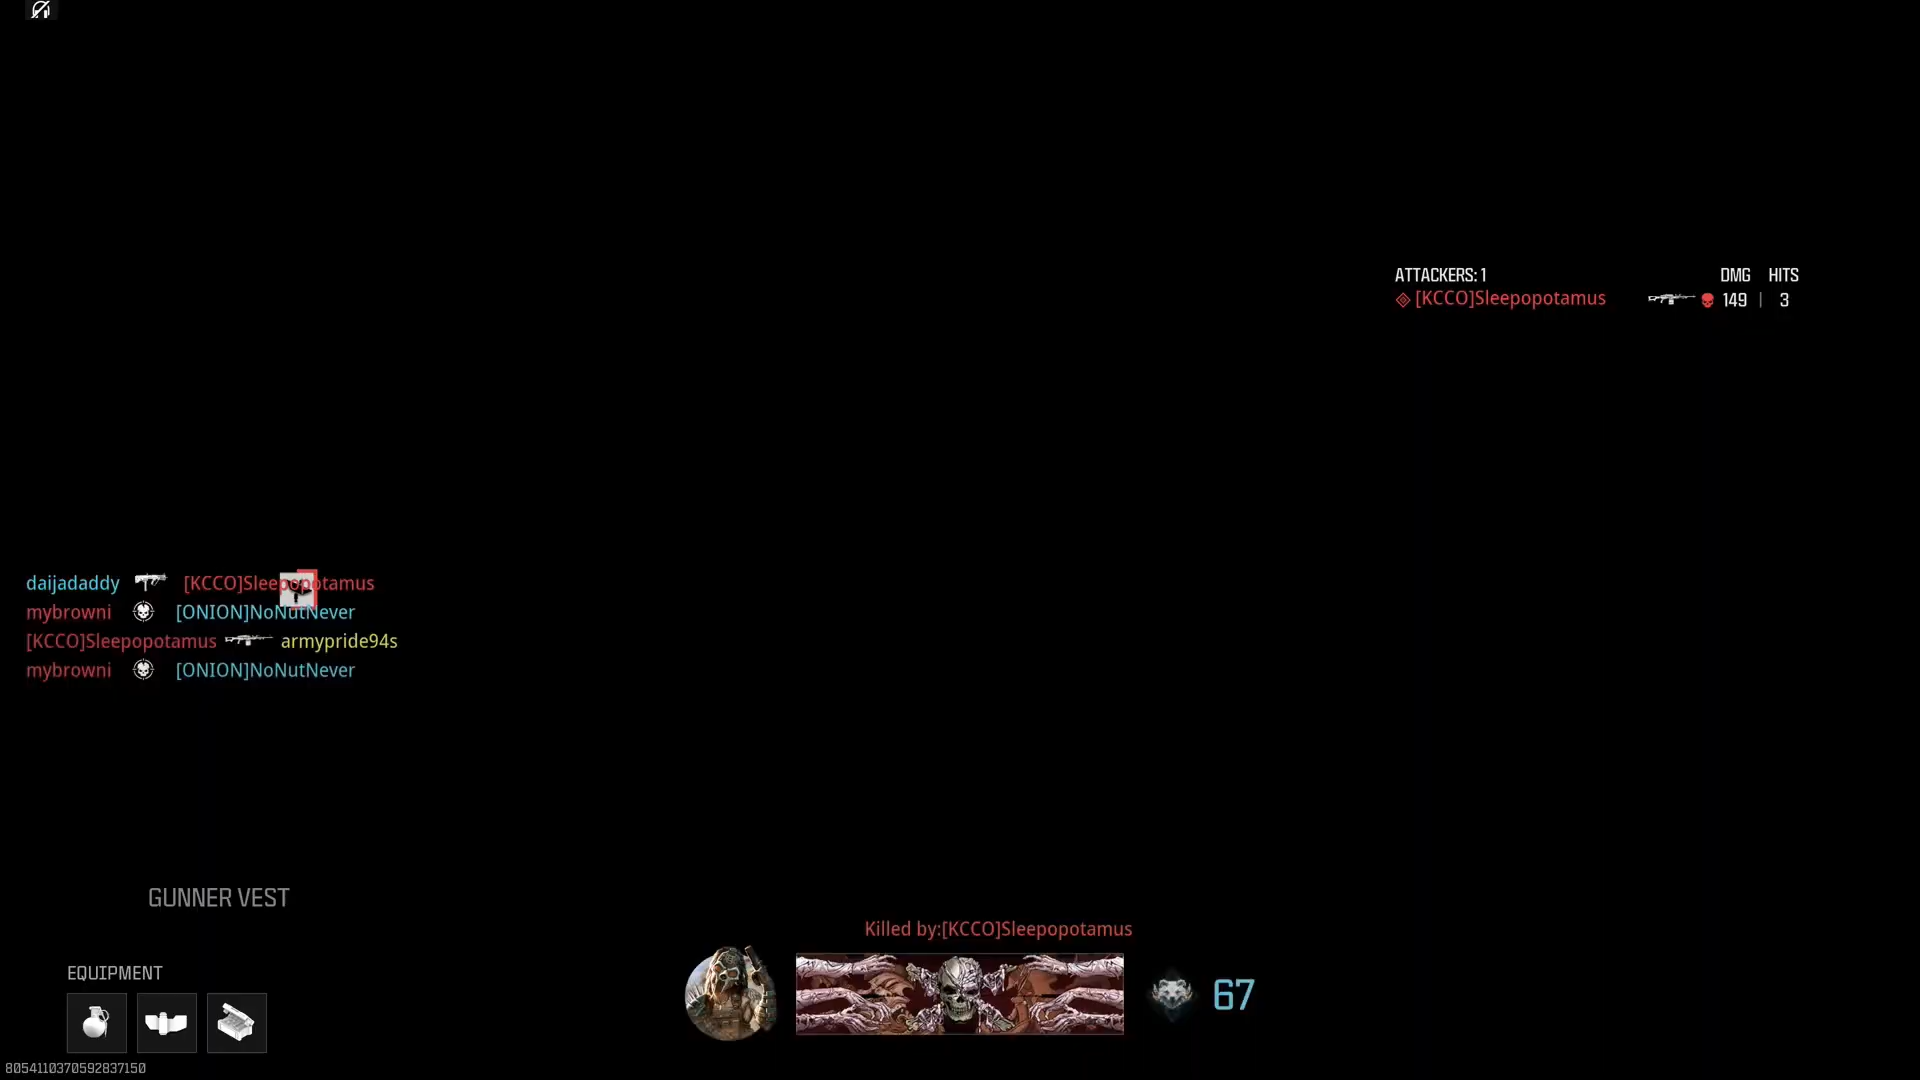 ATTACKERS: 1 DMG HITS
[KCCO]Sleepopotamus 149 | 3
daijadaddy [KCCO]Sleepopotamus
mybrowni [ONION]NoNutNever
[KCCO]Sleepopotamus armypride94s
mybrowni [ONION]NoNutNever
GUNNER VEST
Killed by:[KCCO]Sleepopotamus
67
EQUIPMENT
8054110370592837150